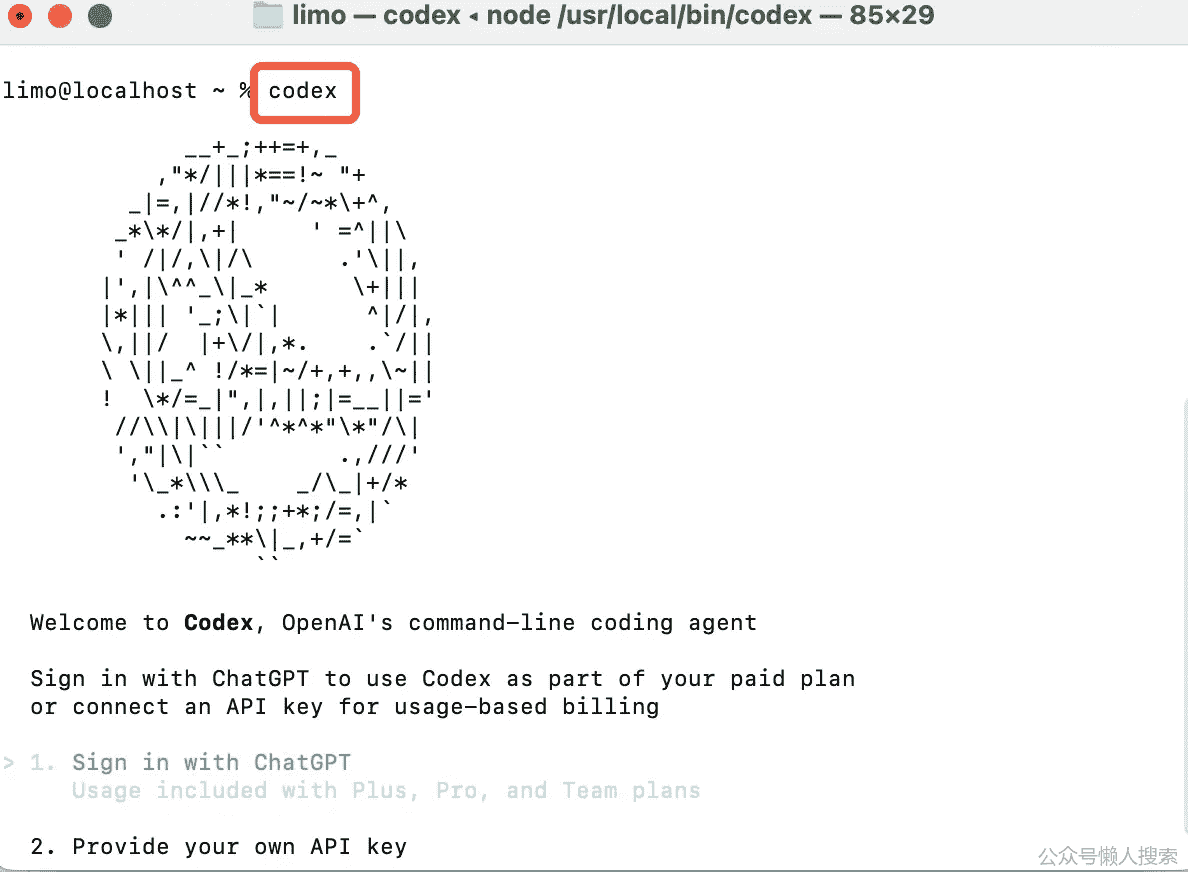 limo — codex ◂ node /usr/local/bin/codex — 85×29
limo@localhost ~ % codex
__+_;++=+,_
,"*/|||*==!~ "+
_|=,|//*!,"~/~*\+^,
_*\*/|,+|     ' =^||\
' /|/,\|/\      .'\||,
|',|\^^_\|_*      \+|||
|*||| '_;\|`|      ^|/|,
\,||/  |+\/|,*.    .`/||
\ \||_^ !/*=|~/+,+,,\~||
!  \*/=_|",|,||;|=__||='
//\\|\|||/'^*^*"\*"/\|
',"|\|``        .,///'
'\_*\\\_    _/\_|+/*
.:'|,*!;;+*;/=,|`
~~_**\|_,+/=`
``
Welcome to Codex, OpenAI's command-line coding agent
Sign in with ChatGPT to use Codex as part of your paid plan
or connect an API key for usage-based billing
> 1. Sign in with ChatGPT
Usage included with Plus, Pro, and Team plans
2. Provide your own API key
公众号懒人搜索